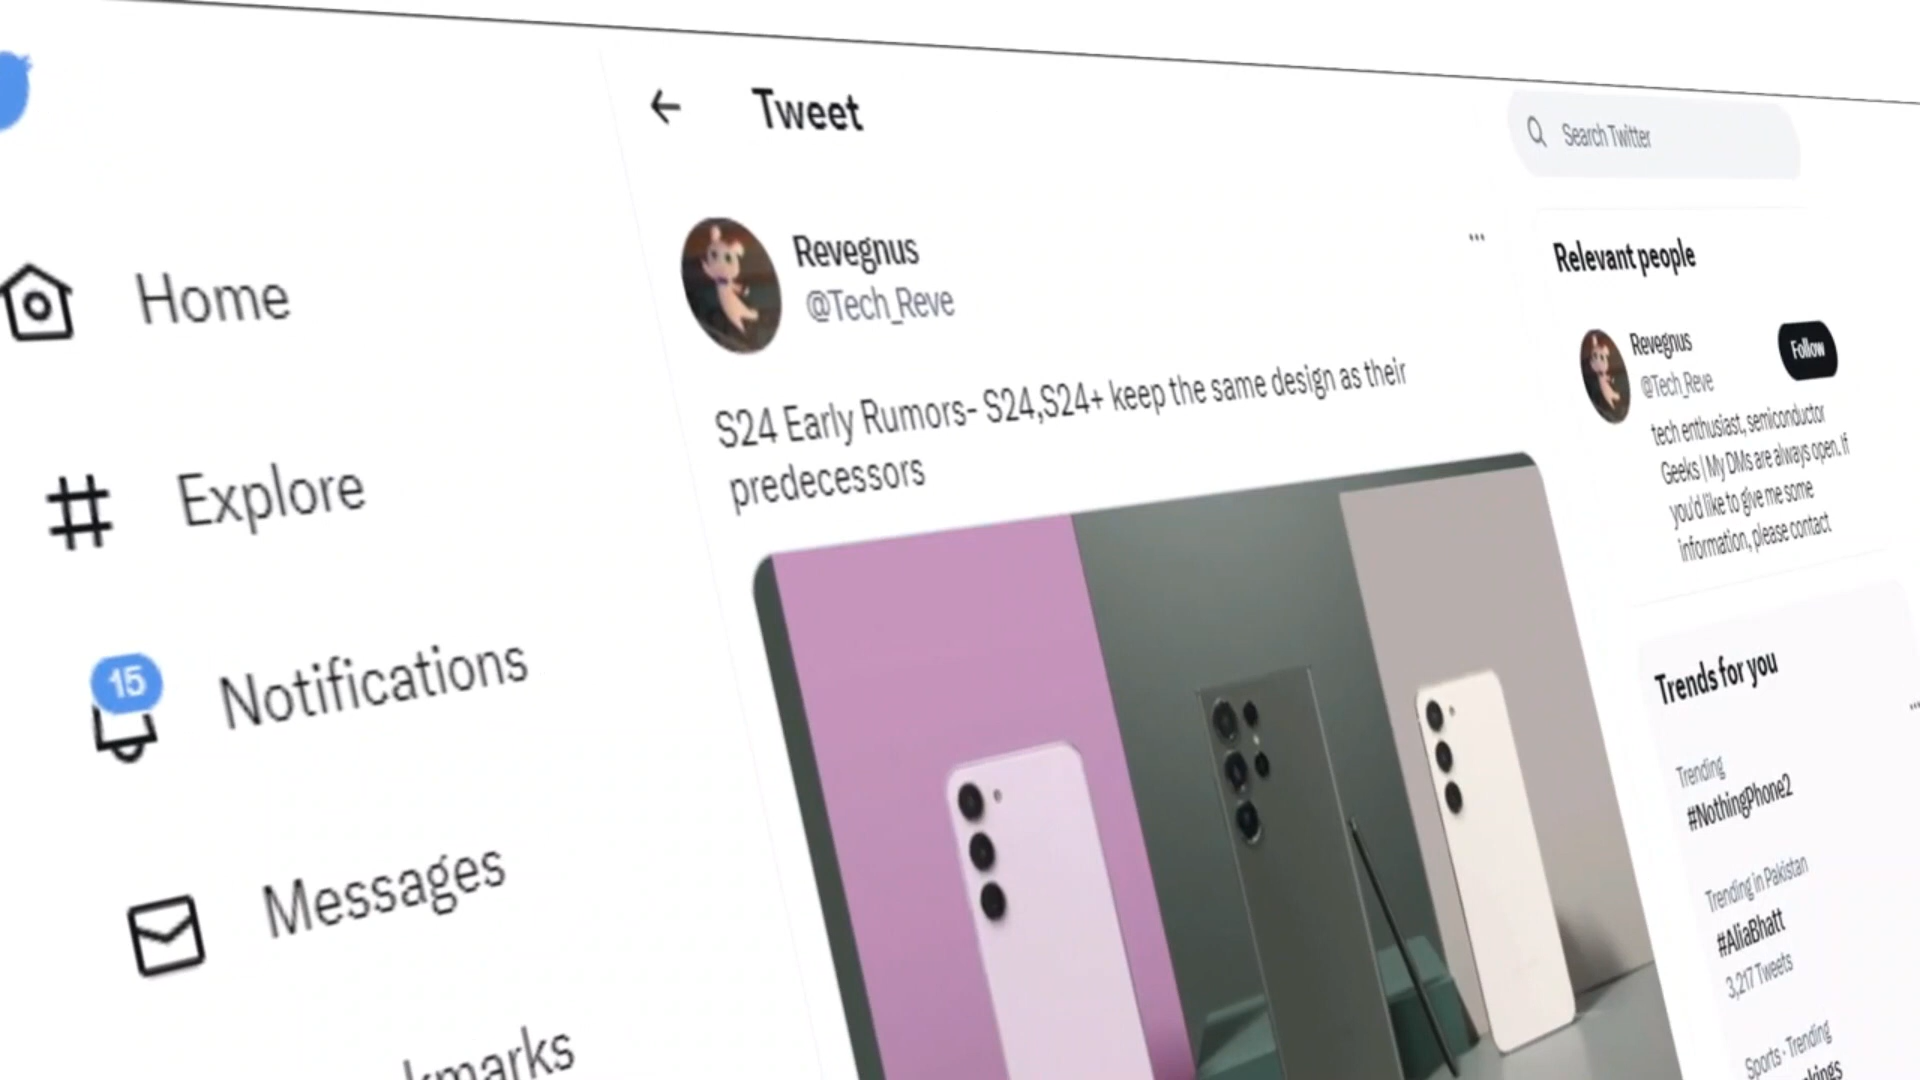 Tweet
Search Twitter
Home
Explore
15
Notifications
Messages
Revegnus
@Tech_Reve
...
S24 Early Rumors- S24,S24+ keep the same design as their
predecessors
Relevant people
Revegnus
@Tech_Reve
Follow
tech enthusiast, semiconductor
Geeks | My DMs are always open. If
you'd like to give me some
information, please contact
Trends for you
...
Trending
#NothingPhone2
Trending in Pakistan
#AliaBhatt
3,217 Tweets
Sports · Trending